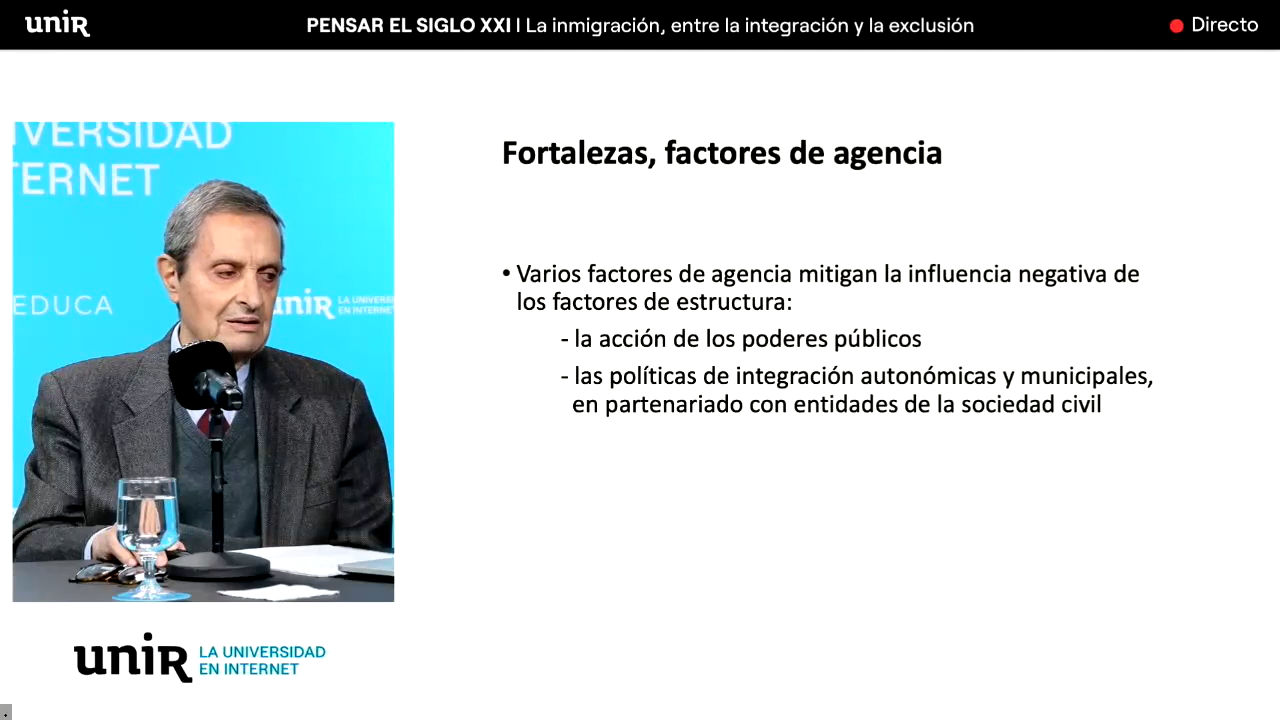 unir
PENSAR EL SIGLO XXI | La inmigración, entre la integración y la exclusión
Directo
IVERSIDAD
TERNET
EDUCA
unir
LA UNIVERSI
EN INTERNET
Fortalezas, factores de agencia
• Varios factores de agencia mitigan la influencia negativa de
los factores de estructura:
- la acción de los poderes públicos
- las políticas de integración autonómicas y municipales,
en partenariado con entidades de la sociedad civil
unir
LA UNIVERSIDAD
EN INTERNET